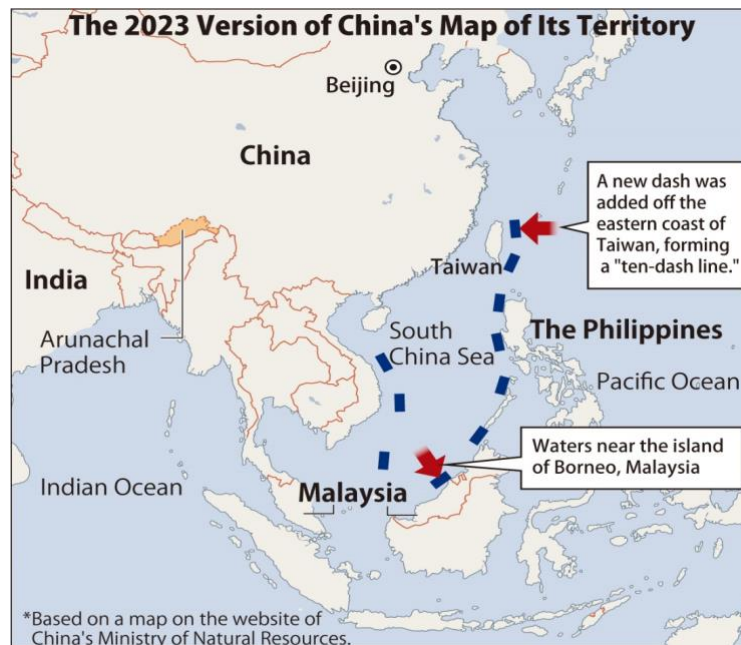 The 2023 Version of China's Map of Its Territory
Beijing
China
A new dash was
added off the
eastern coast of
Taiwan, forming
a "ten-dash line."
Taiwan
India
Arunachal
Pradesh
South
China Sea
The Philippines
Pacific Ocean
Waters near the island
of Borneo, Malaysia
Indian Ocean
Malaysia
*Based on a map on the website of
China's Ministry of Natural Resources.